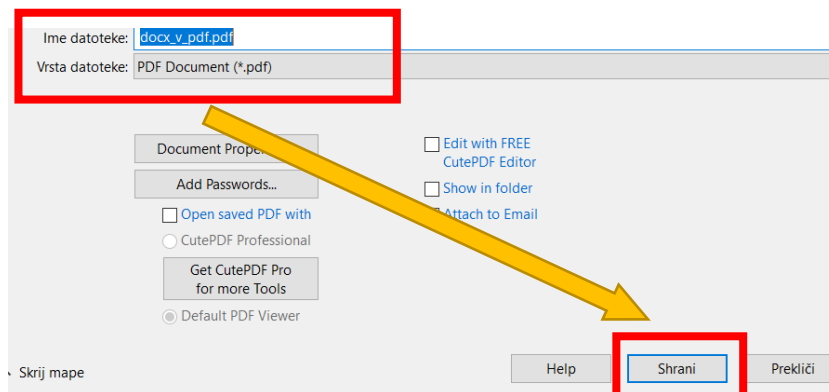 Ime datoteke: docx_v_pdf.pdf
Vrsta datoteke: PDF Document (*.pdf)
Document
Edit with FREE
CutePDF Editor
Add Passwords...
Show in folder
Open saved PDF with
Attach to Email
CutePDF Professional
Get CutePDF Pro
for more Tools
Default PDF Viewer
Skrij mape
Help
Shrani
Prekliči